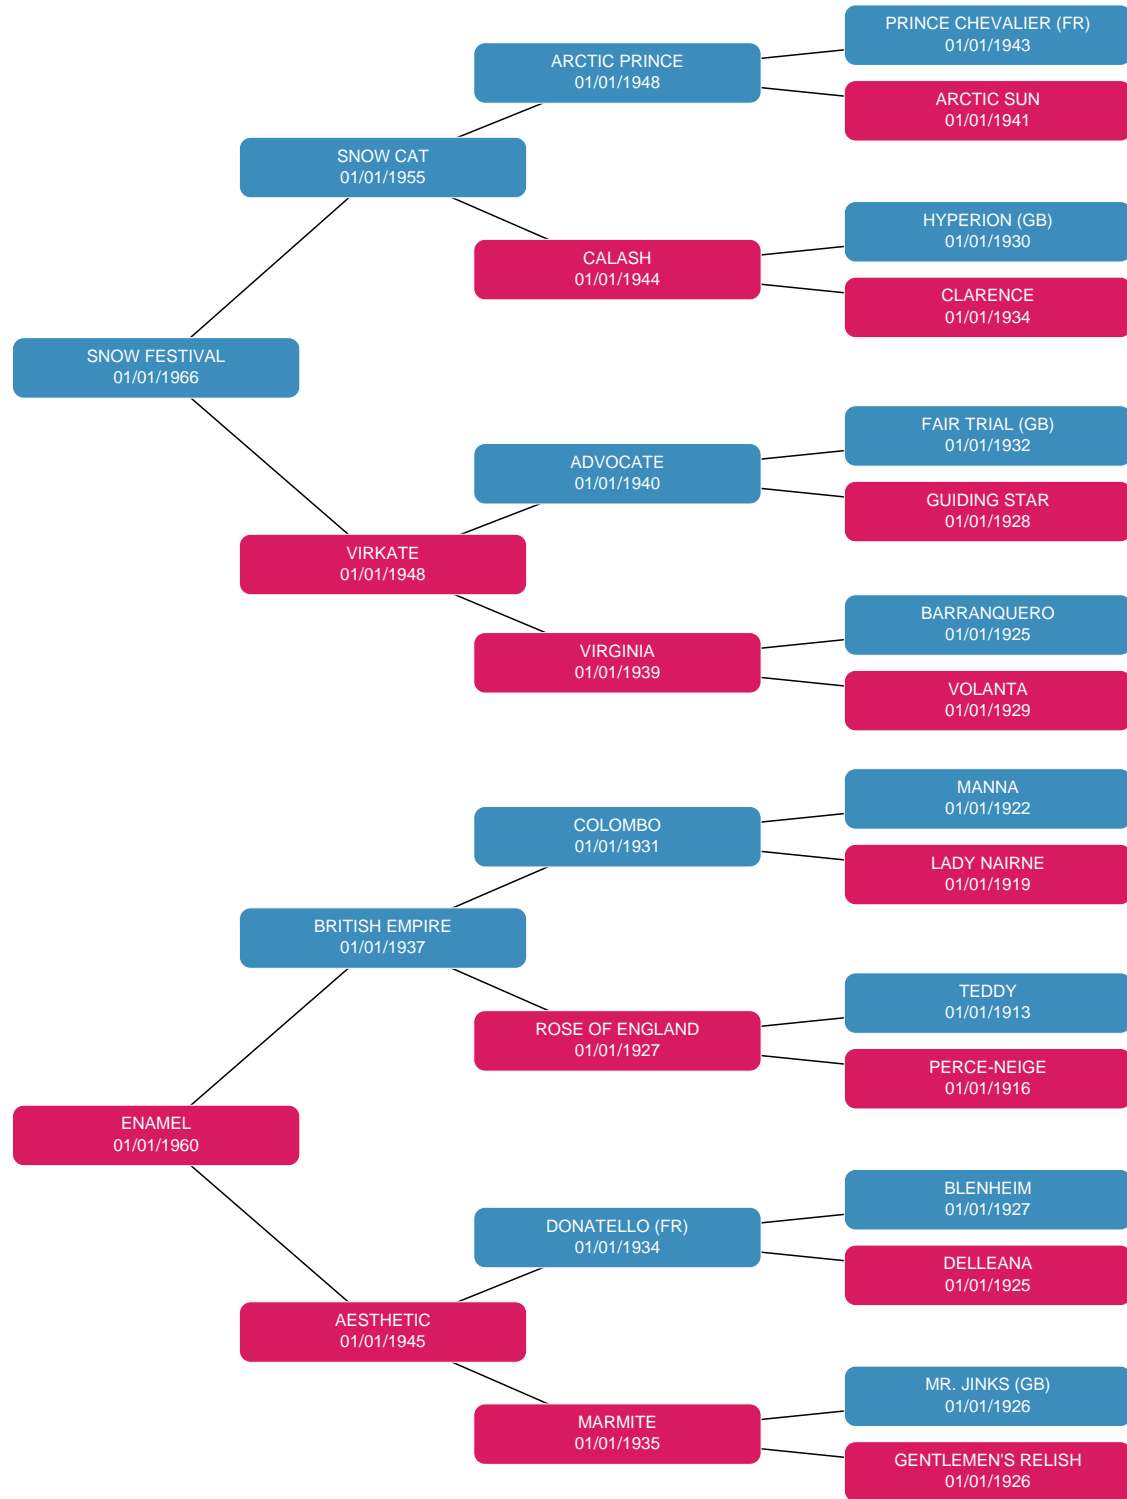 PRINCE CHEVALIER (FR)
01/01/1943
ARCTIC PRINCE
01/01/1948
ARCTIC SUN
01/01/1941
SNOW CAT
01/01/1955
HYPERION (GB)
01/01/1930
CALASH
01/01/1944
CLARENCE
01/01/1934
SNOW FESTIVAL
01/01/1966
FAIR TRIAL (GB)
01/01/1932
ADVOCATE
01/01/1940
GUIDING STAR
01/01/1928
VIRKATE
01/01/1948
BARRANQUERO
01/01/1925
VIRGINIA
01/01/1939
VOLANTA
01/01/1929
MANNA
01/01/1922
COLOMBO
01/01/1931
LADY NAIRNE
01/01/1919
BRITISH EMPIRE
01/01/1937
TEDDY
01/01/1913
ROSE OF ENGLAND
01/01/1927
PERCE-NEIGE
01/01/1916
ENAMEL
01/01/1960
BLENHEIM
01/01/1927
DONATELLO (FR)
01/01/1934
DELLEANA
01/01/1925
AESTHETIC
01/01/1945
MR. JINKS (GB)
01/01/1926
MARMITE
01/01/1935
GENTLEMEN'S RELISH
01/01/1926